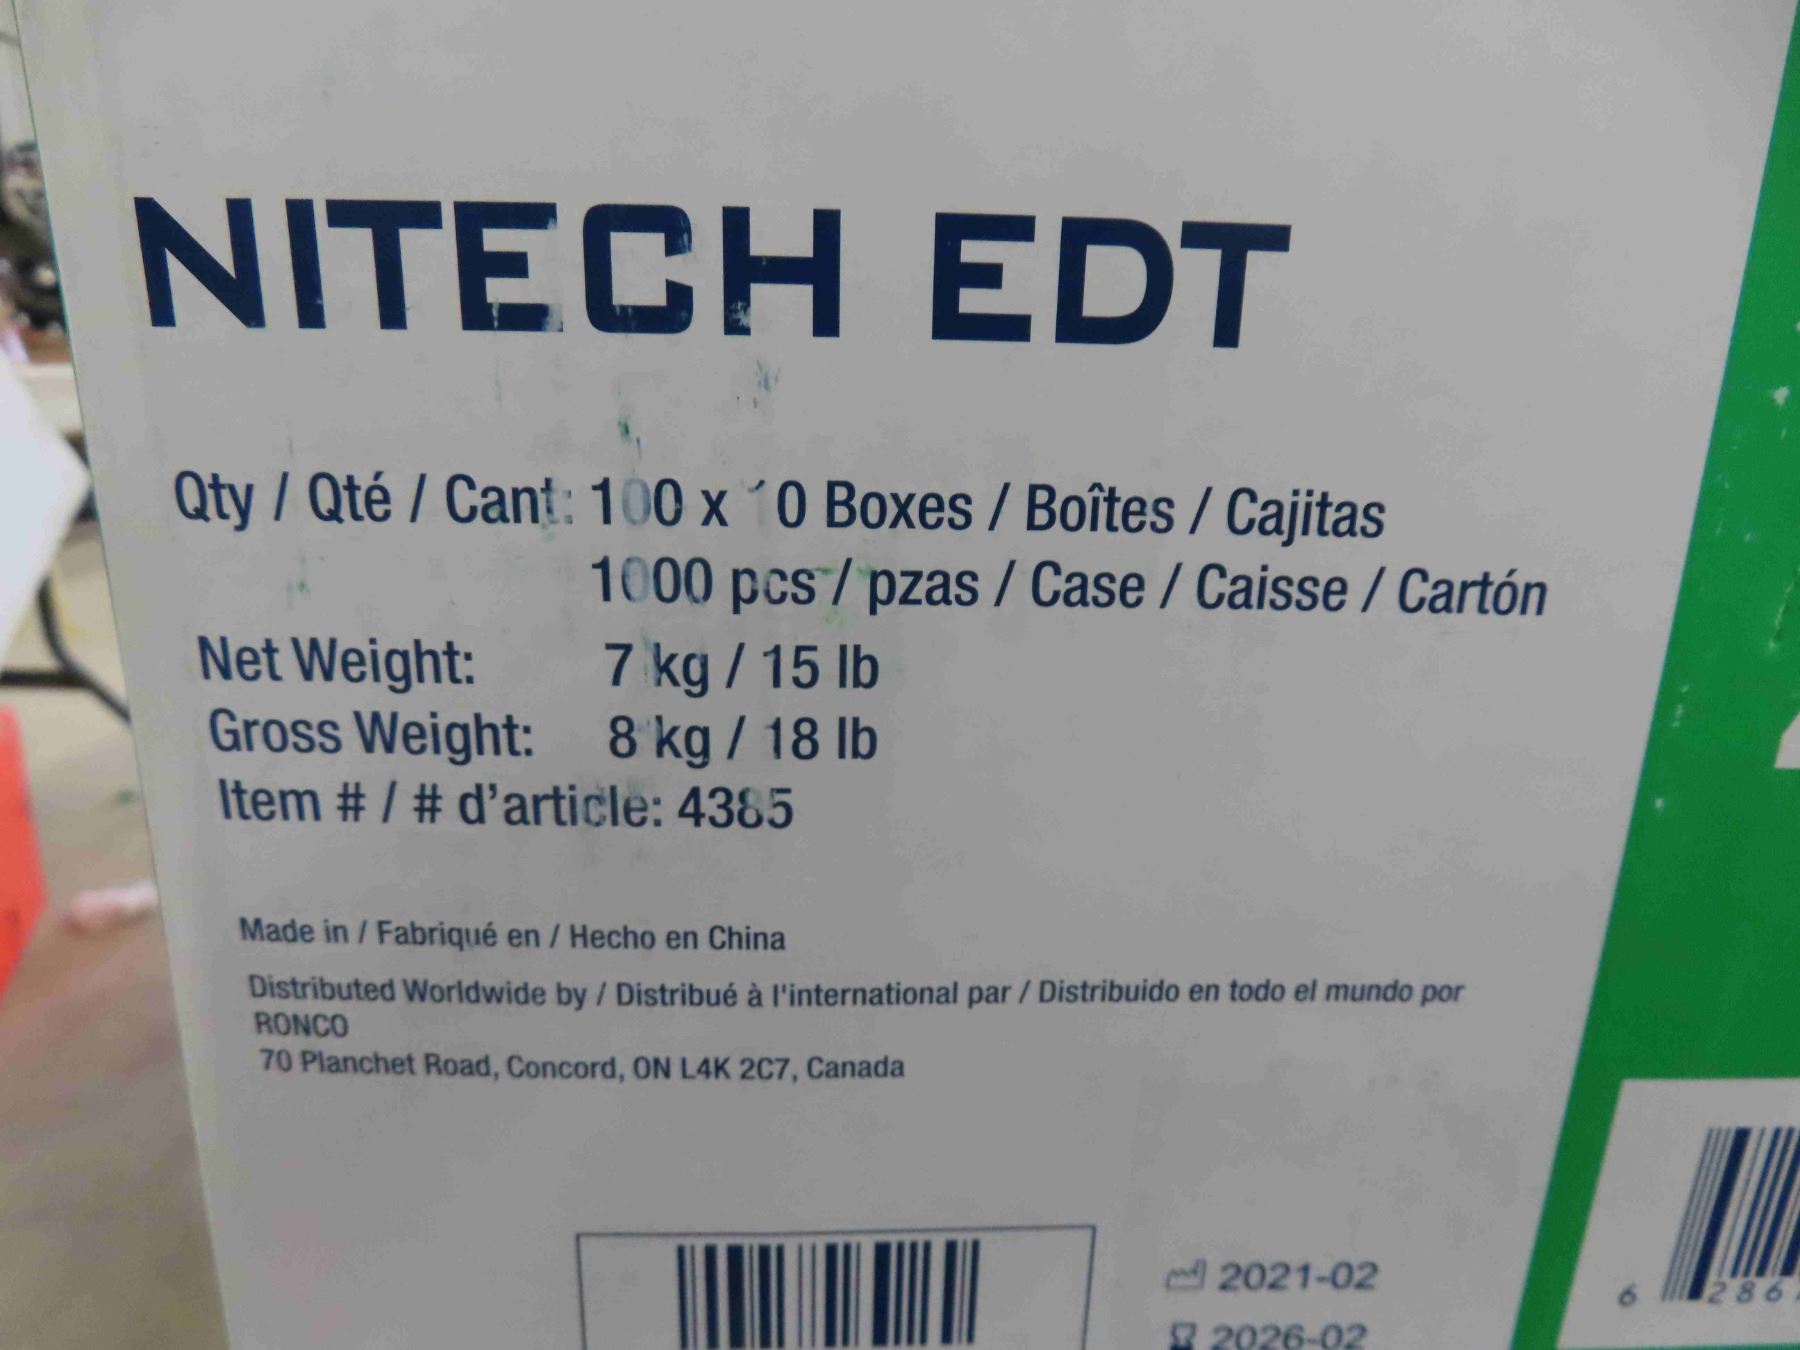 NITECH EDT
Qty / Qté / Cant: 100 x 10 Boxes / Boîtes / Cajitas
1000 pcs / pzas / Case / Caisse / Cartón
Net Weight: 7 kg / 15 lb
Gross Weight: 8 kg / 18 lb
Item # / # d'article: 4385
Made in / Fabriqué en / Hecho en China
Distributed Worldwide by / Distribué à l'international par / Distribuido en todo el mundo por
RONCO
70 Planchet Road, Concord, ON L4K 2C7, Canada
2021-02
2026-02
6 286